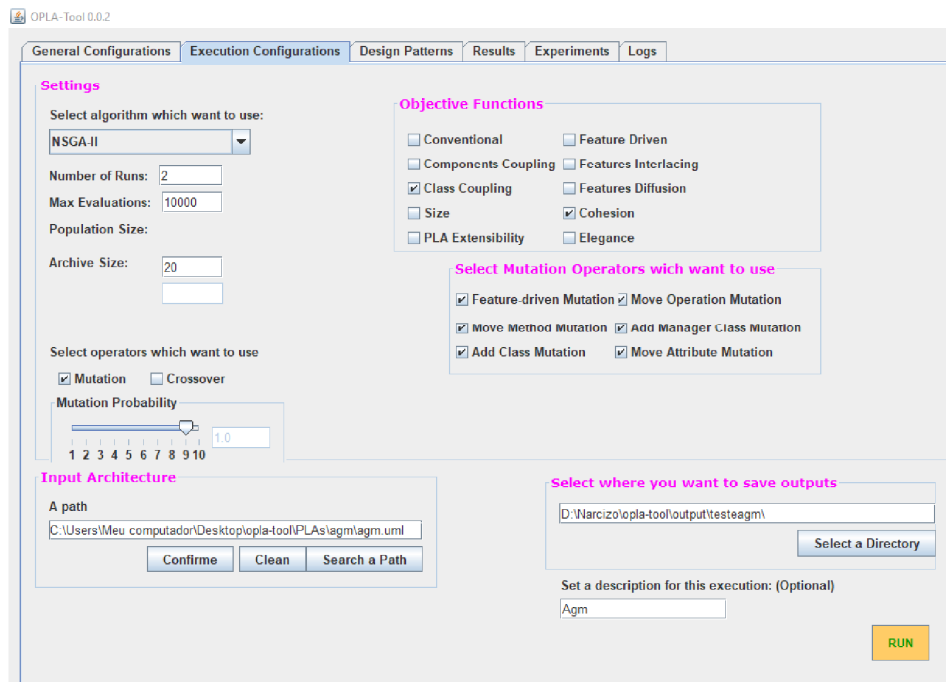 OPLA-Tool 0.0.2
General Configurations Execution Configurations Design Patterns Results Experiments Logs
Settings
Select algorithm which want to use:
NSGA-II
Number of Runs: 2
Max Evaluations: 10000
Population Size:
Archive Size: 20
Objective Functions
Conventional Feature Driven
Components Coupling Features Interlacing
Class Coupling Features Diffusion
Size Cohesion
PLA Extensibility Elegance
Select Mutation Operators wich want to use
Feature-driven Mutation Move Operation Mutation
Move Method Mutation Add Manager Class Mutation
Add Class Mutation Move Attribute Mutation
Select operators which want to use
Mutation Crossover
Mutation Probability
1.0
1 2 3 4 5 6 7 8 9 10
Input Architecture
A path
C:\Users\Meu computador\Desktop\opla-tool\PLAs\agm\agm.uml
Confirme Clean Search a Path
Select where you want to save outputs
D:\Narcizo\opla-tool\output\testeagm\
Select a Directory
Set a description for this execution: (Optional)
Agm
RUN